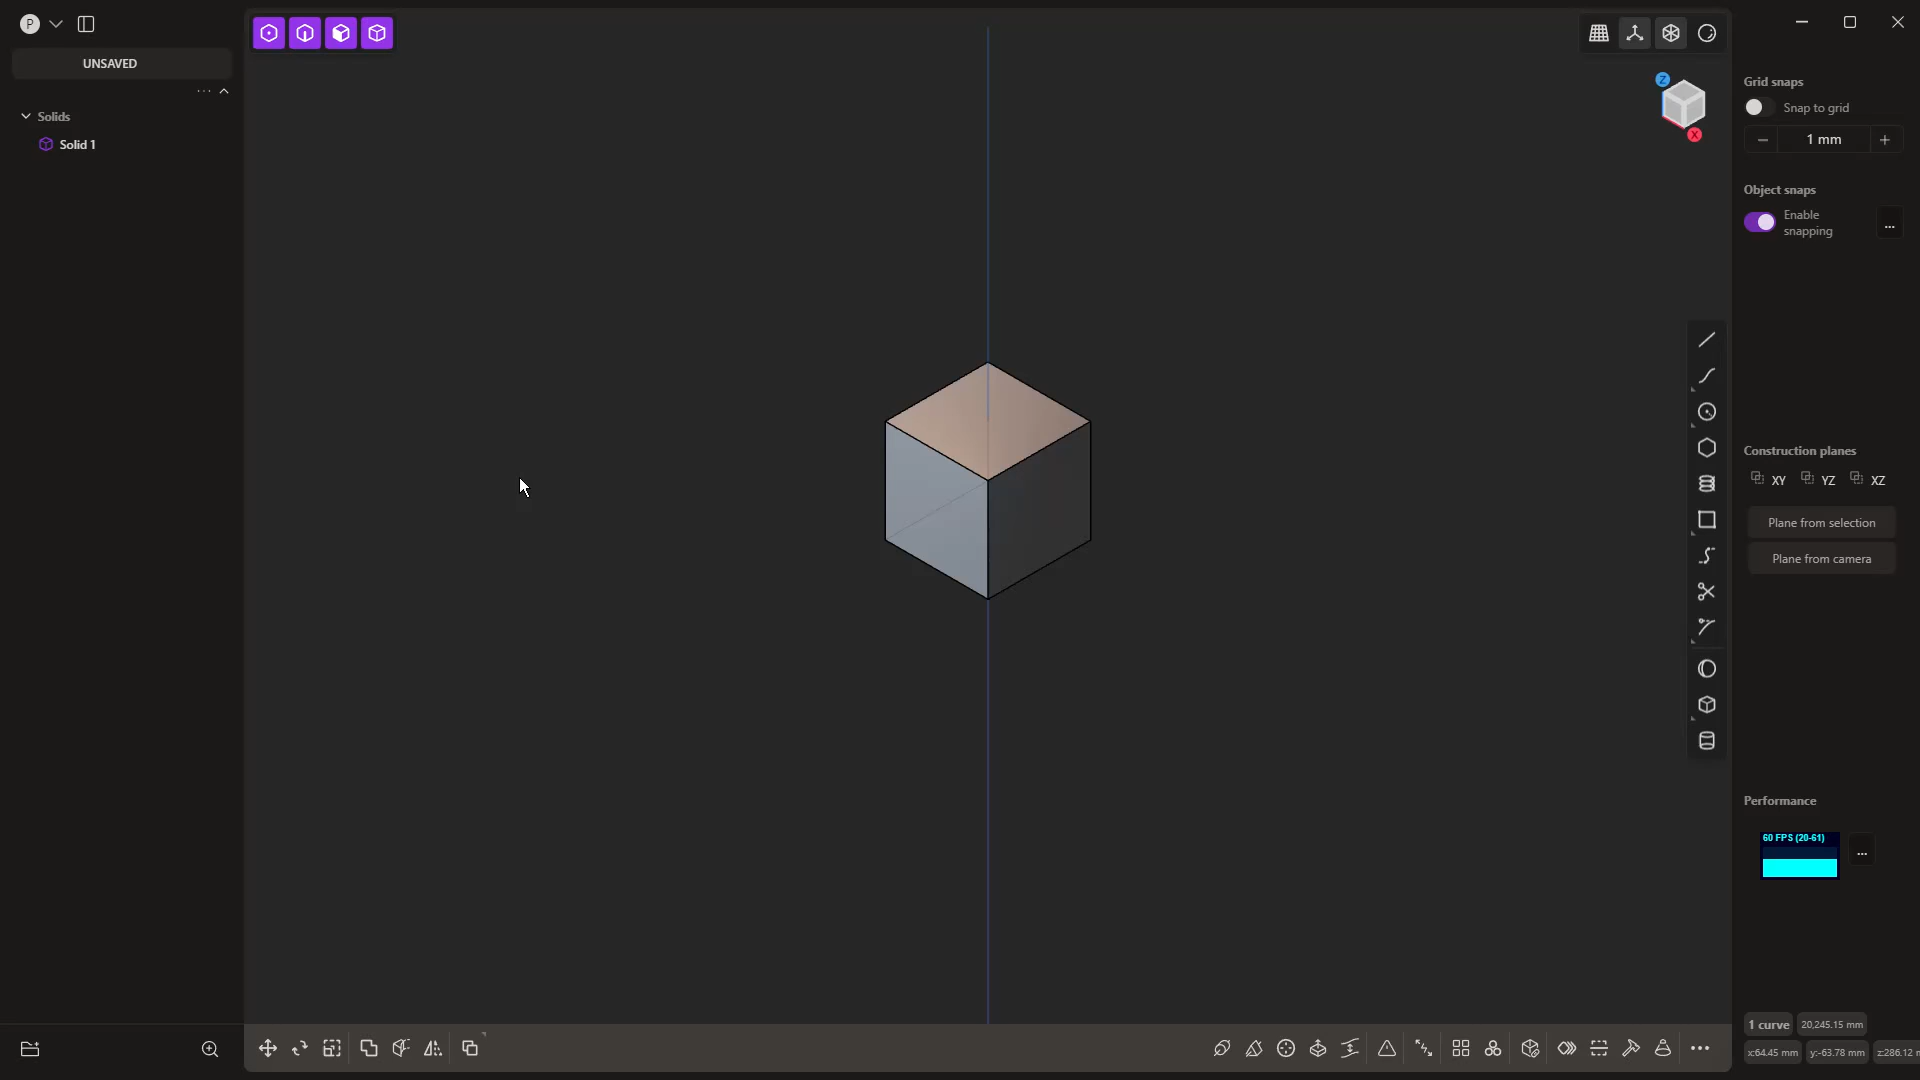 P
UNSAVED
Solids
Solid 1
Z
X
Grid snaps
Snap to grid
1 mm
Object snaps
Enable
snapping
...
Construction planes
XY YZ XZ
Plane from selection
Plane from camera
Performance
60 FPS (20-61)
...
1 curve 20,245.15 mm
x:64.45 mm y:-63.78 mm z:286.12 m